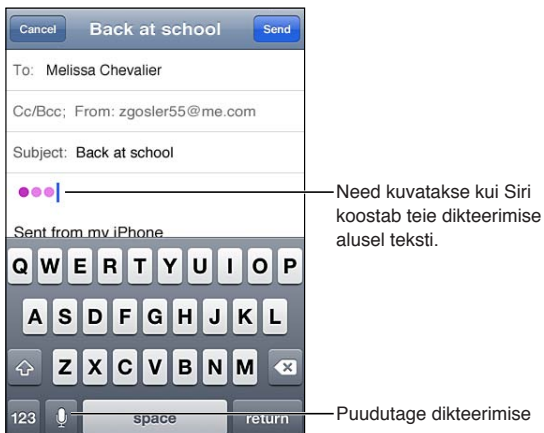 Cancel Back at school Send
To: Melissa Chevalier
Cc/Bcc; From: zgosler55@me.com
Subject: Back at school
Need kuvatakse kui Siri
koostab teie dikteerimise
alusel teksti.
Sent from my iPhone
Q W E R T Y U I O P
A S D F G H J K L
Z X C V B N M
123 space return
Puudutage dikteerimise